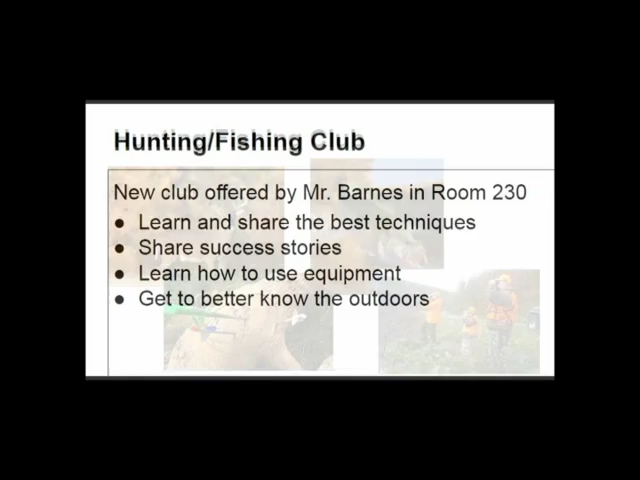 Hunting/Fishing Club
New club offered by Mr. Barnes in Room 230
● Learn and share the best techniques
● Share success stories
● Learn how to use equipment
● Get to better know the outdoors